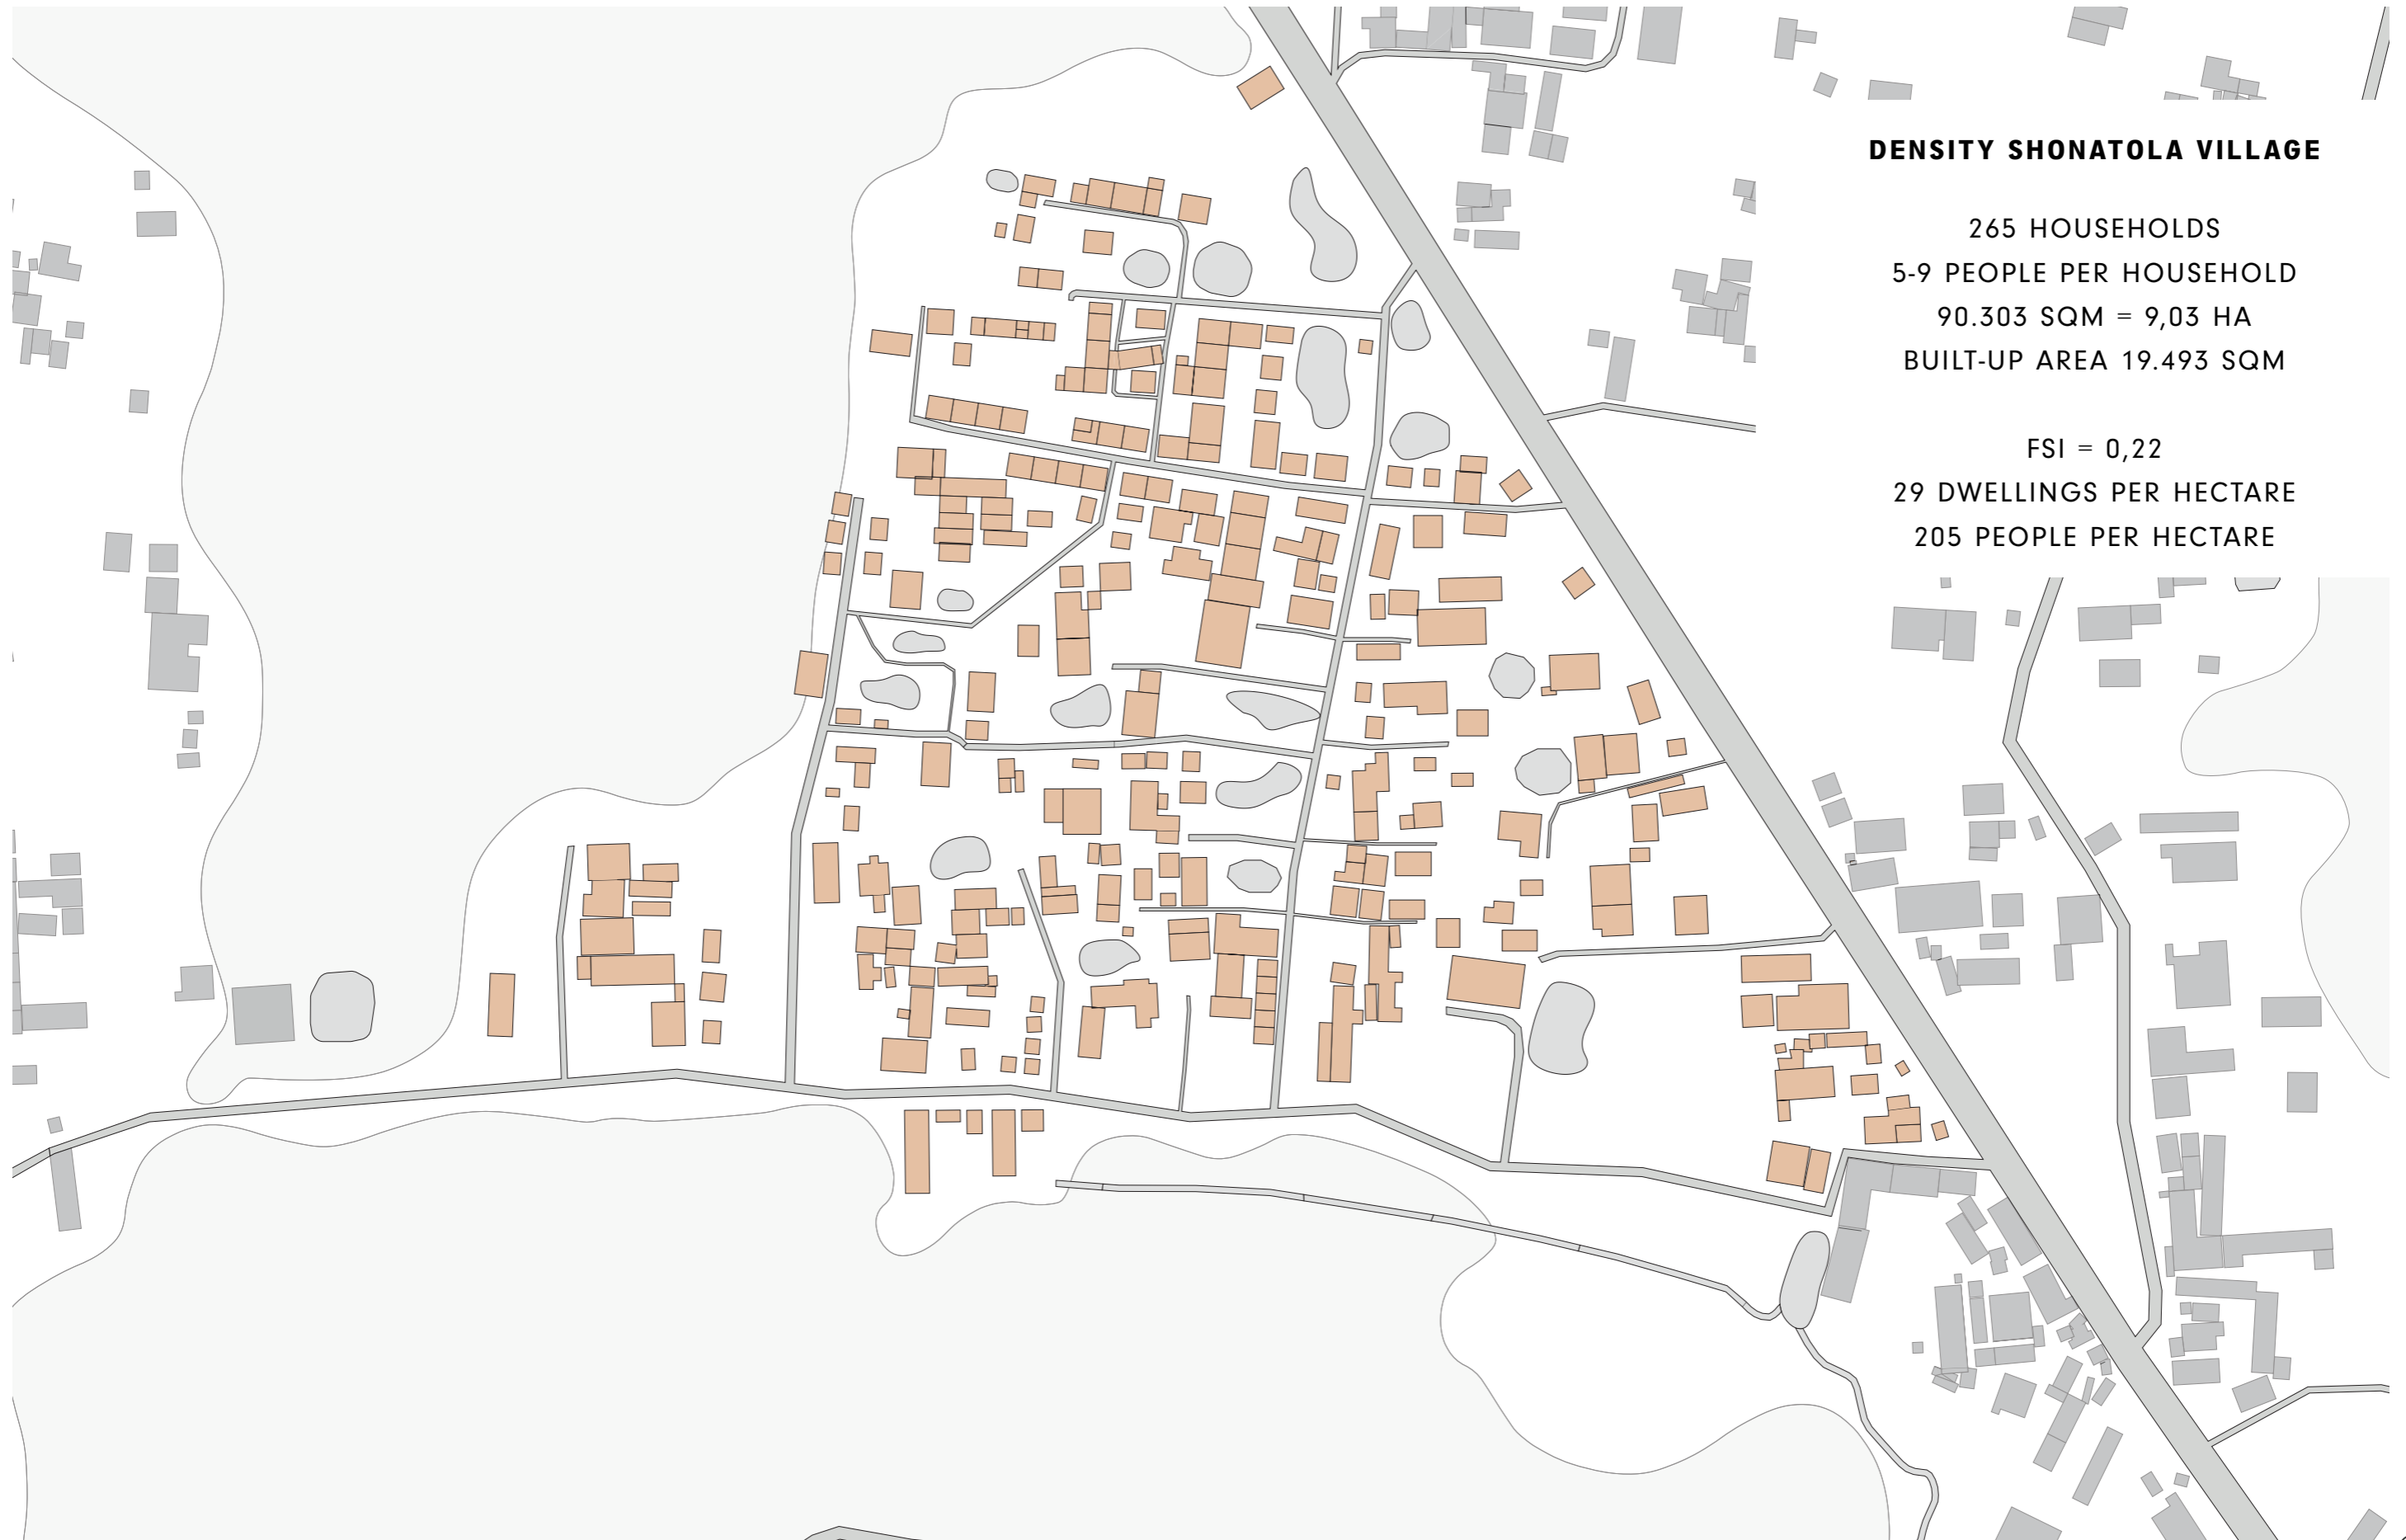 DENSITY SHONATOLA VILLAGE
265 HOUSEHOLDS
5-9 PEOPLE PER HOUSEHOLD
90.303 SQM = 9,03 HA
BUILT-UP AREA 19.493 SQM
FSI = 0,22
29 DWELLINGS PER HECTARE
205 PEOPLE PER HECTARE